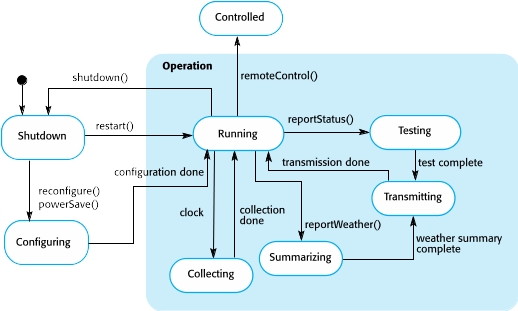 Controlled
Operation
shutdown()
remoteControl()
reportStatus()
Shutdown
restart()
Running
Testing
transmission done
test complete
configuration done
reconfigure()
powerSave()
Transmitting
clock
collection
done
reportWeather()
Configuring
weather summary
complete
Collecting
Summarizing